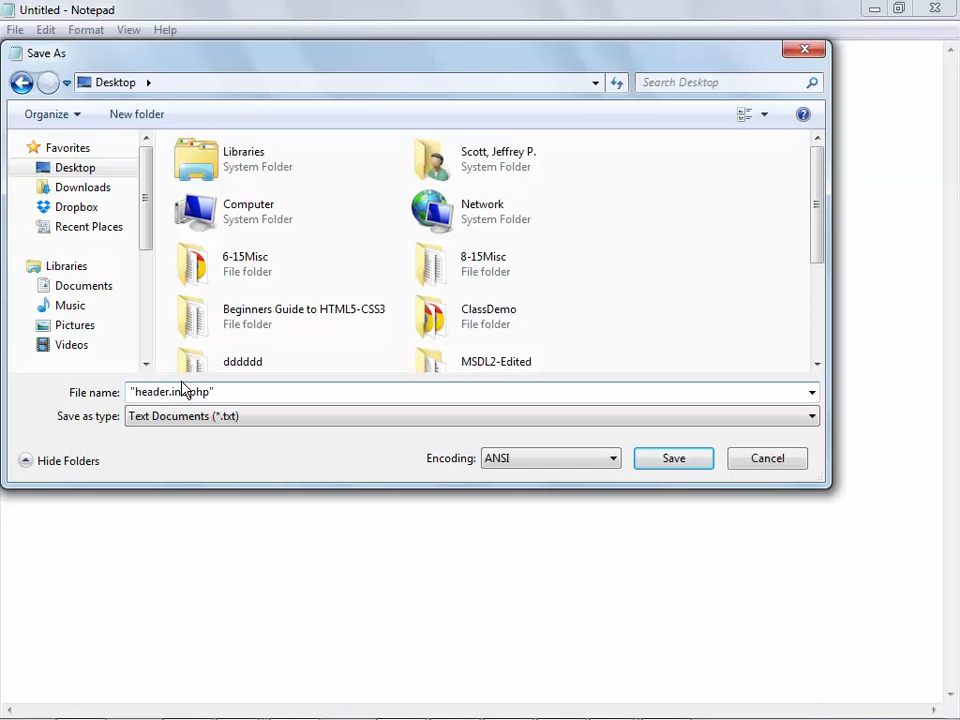 Untitled - Notepad
File Edit Format View Help
Save As
Desktop
Search Desktop
Organize New folder
Favorites
Desktop
Downloads
Dropbox
Recent Places
Libraries
Documents
Music
Pictures
Videos
Libraries
System Folder
Scott, Jeffrey P.
System Folder
Computer
System Folder
Network
System Folder
6-15Misc
File folder
8-15Misc
File folder
Beginners Guide to HTML5-CSS3
File folder
ClassDemo
File folder
dddddd
MSDL2-Edited
File name:
Save as type: Text Documents (*.txt)
Hide Folders
Encoding: ANSI Save Cancel